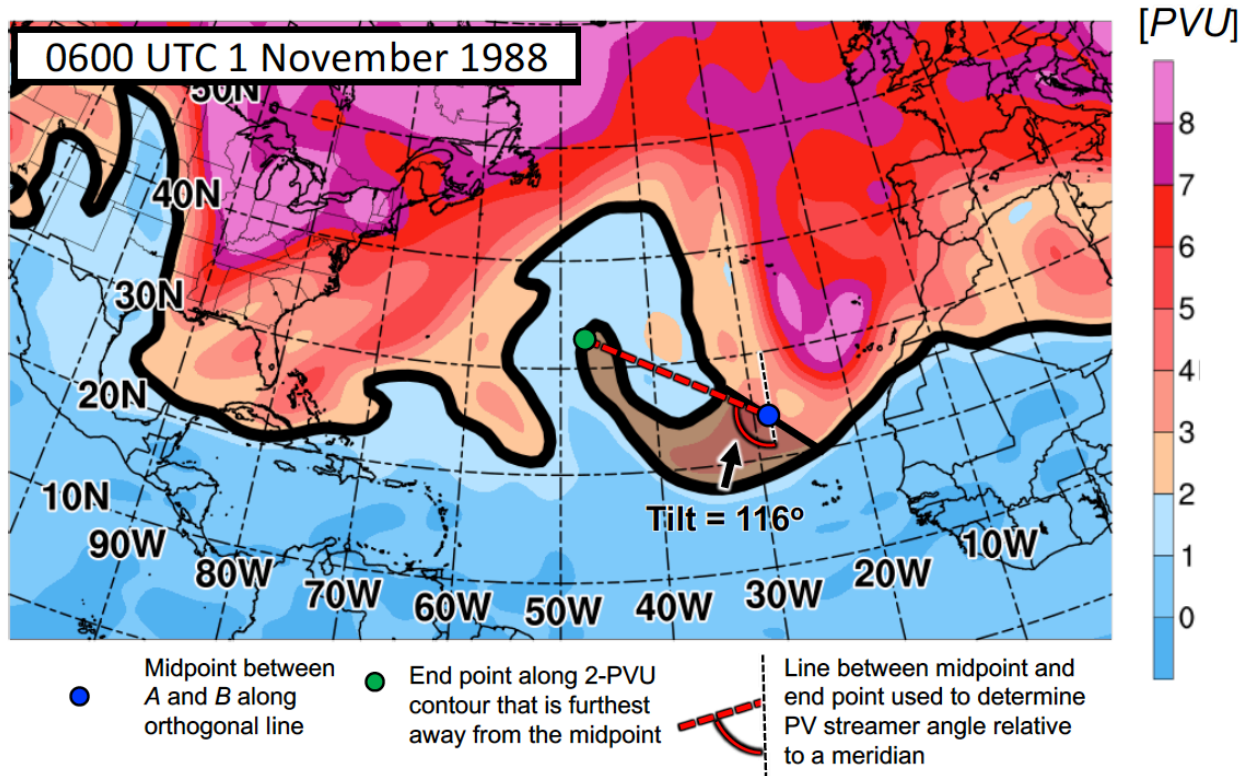 [PVU]
0600 UTC 1 November 1988
50N
40N
30N
20N
10N
90W
80W
70W
60W
50W
40W
30W
20W
10W
Tilt = 116°
8
7
6
5
4
3
2
1
0
Midpoint between
A and B along
orthogonal line
End point along 2-PVU
contour that is furthest
away from the midpoint
Line between midpoint and
end point used to determine
PV streamer angle relative
to a meridian